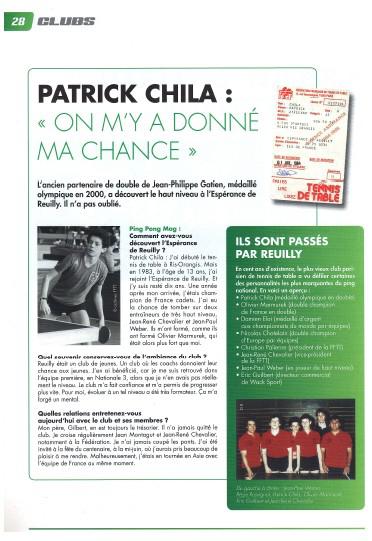 28 CLUBS
PATRICK CHILA :
« ON M'Y A DONNÉ
MA CHANCE »
L'ancien partenaire de double de Jean-Philippe Gatien, médaillé
olympique en 2000, a découvert le haut niveau à l'Espérance de
Reuilly. Il n'a pas oublié.
TENNIS
DE TABLE
Ping Pong Mag :
Comment avez-vous
découvert l'Espérance
de Reuilly ?
Patrick Chila : J'ai débuté le ten-
nis de table à Ris-Orangis. Mais
en 1983, à l'âge de 13 ans, j'ai
rejoint l'Espérance de Reuilly. Et
j'y suis resté dix ans. Une année
après mon arrivée, j'étais cham-
pion de France cadets. J'ai eu
la chance de tomber sur deux
entraîneurs de très haut niveau,
Jean-René Chevalier et Jean-Paul
Weber. Ils m'ont formé, comme ils
ont formé Olivier Marmurek, qui
était alors plus fort que moi.
Quel souvenir conservez-vous de l'ambiance du club ?
Reuilly était un club de jeunes. Un club où les coachs donnaient leur
chance aux jeunes. J'en ai bénéficié, car je me suis retrouvé dans
l'équipe première, en Nationale 3, alors que je n'en avais pas réelle-
ment le niveau. Le club m'a fait confiance et m'a permis de progresser
plus vite. Pour moi, évoluer à un tel niveau a été très formateur. Ça m'a
forgé un mental.
Quelles relations entretenez-vous
aujourd'hui avec le club et ses membres ?
Mon père, Gilbert, en est toujours le trésorier. Il n'a jamais quitté le
club. Je croise régulièrement Jean Montagut et Jean-René Chevalier,
notamment à la Fédération. Je n'ai jamais coupé les ponts. J'ai été
invité à la fête du centenaire, à la mi-juin, où j'aurais pris beaucoup de
plaisir à me rendre. Malheureusement, j'étais en tournée en Asie avec
l'équipe de France au même moment.
ILS SONT PASSÉS
PAR REUILLY
En cent ans d'existence, le plus vieux club pari-
sien de tennis de table a vu défiler certaines
des personnalités les plus marquantes du ping
national. En voici un aperçu :
• Patrick Chila (médaillé olympique en double)
• Olivier Marmurek (double champion
de France en double)
• Damien Eloi (médaillé d'argent
aux championnats du monde par équipes)
• Nicolas Chatelain (double champion
d'Europe par équipes)
• Christian Palierne (président de la FFTT)
• Jean-René Chevalier (vice-président
de la FFTT)
• Jean-Paul Weber (ex-joueur de haut niveau)
• Eric Guilbert (directeur commercial
de Wack Sport)
De gauche à droite : Jean-Paul Weber,
Patrick Chila, Olivier Marmurek,
Eric Guilbert et Jean-René Chevalier